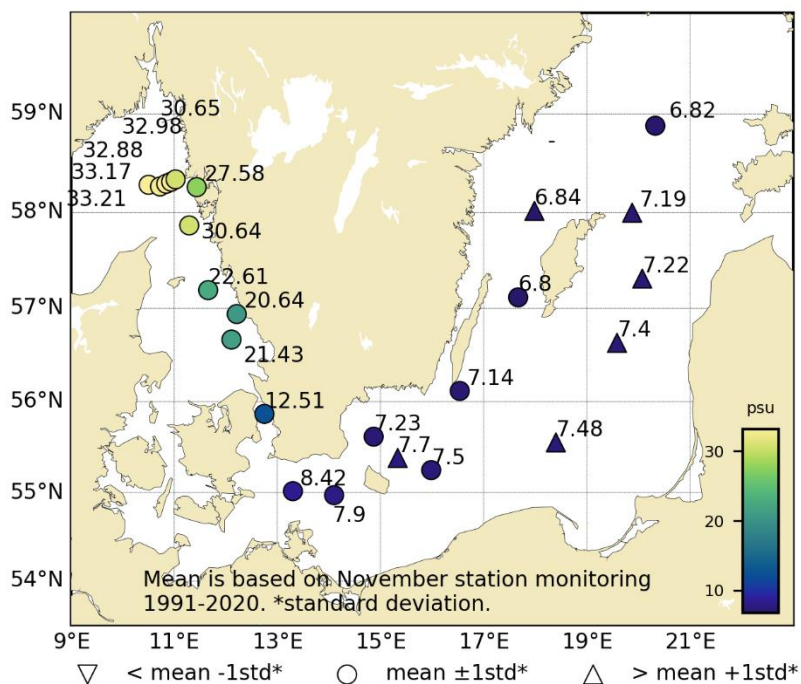 59°N
58°N
57°N
56°N
55°N
54°N
30.65
32.98
32.88
33.17
33.21
27.58
30.64
22.61
20.64
21.43
12.51
6.82
6.84
7.19
7.22
6.8
7.4
7.14
7.23
7.7
7.5
7.48
8.42
7.9
psu
30
20
10
Mean is based on November station monitoring
1991-2020. *standard deviation.
9°E 11°E 13°E 15°E 17°E 19°E 21°E
< mean -1std* mean ±1std* > mean +1std*